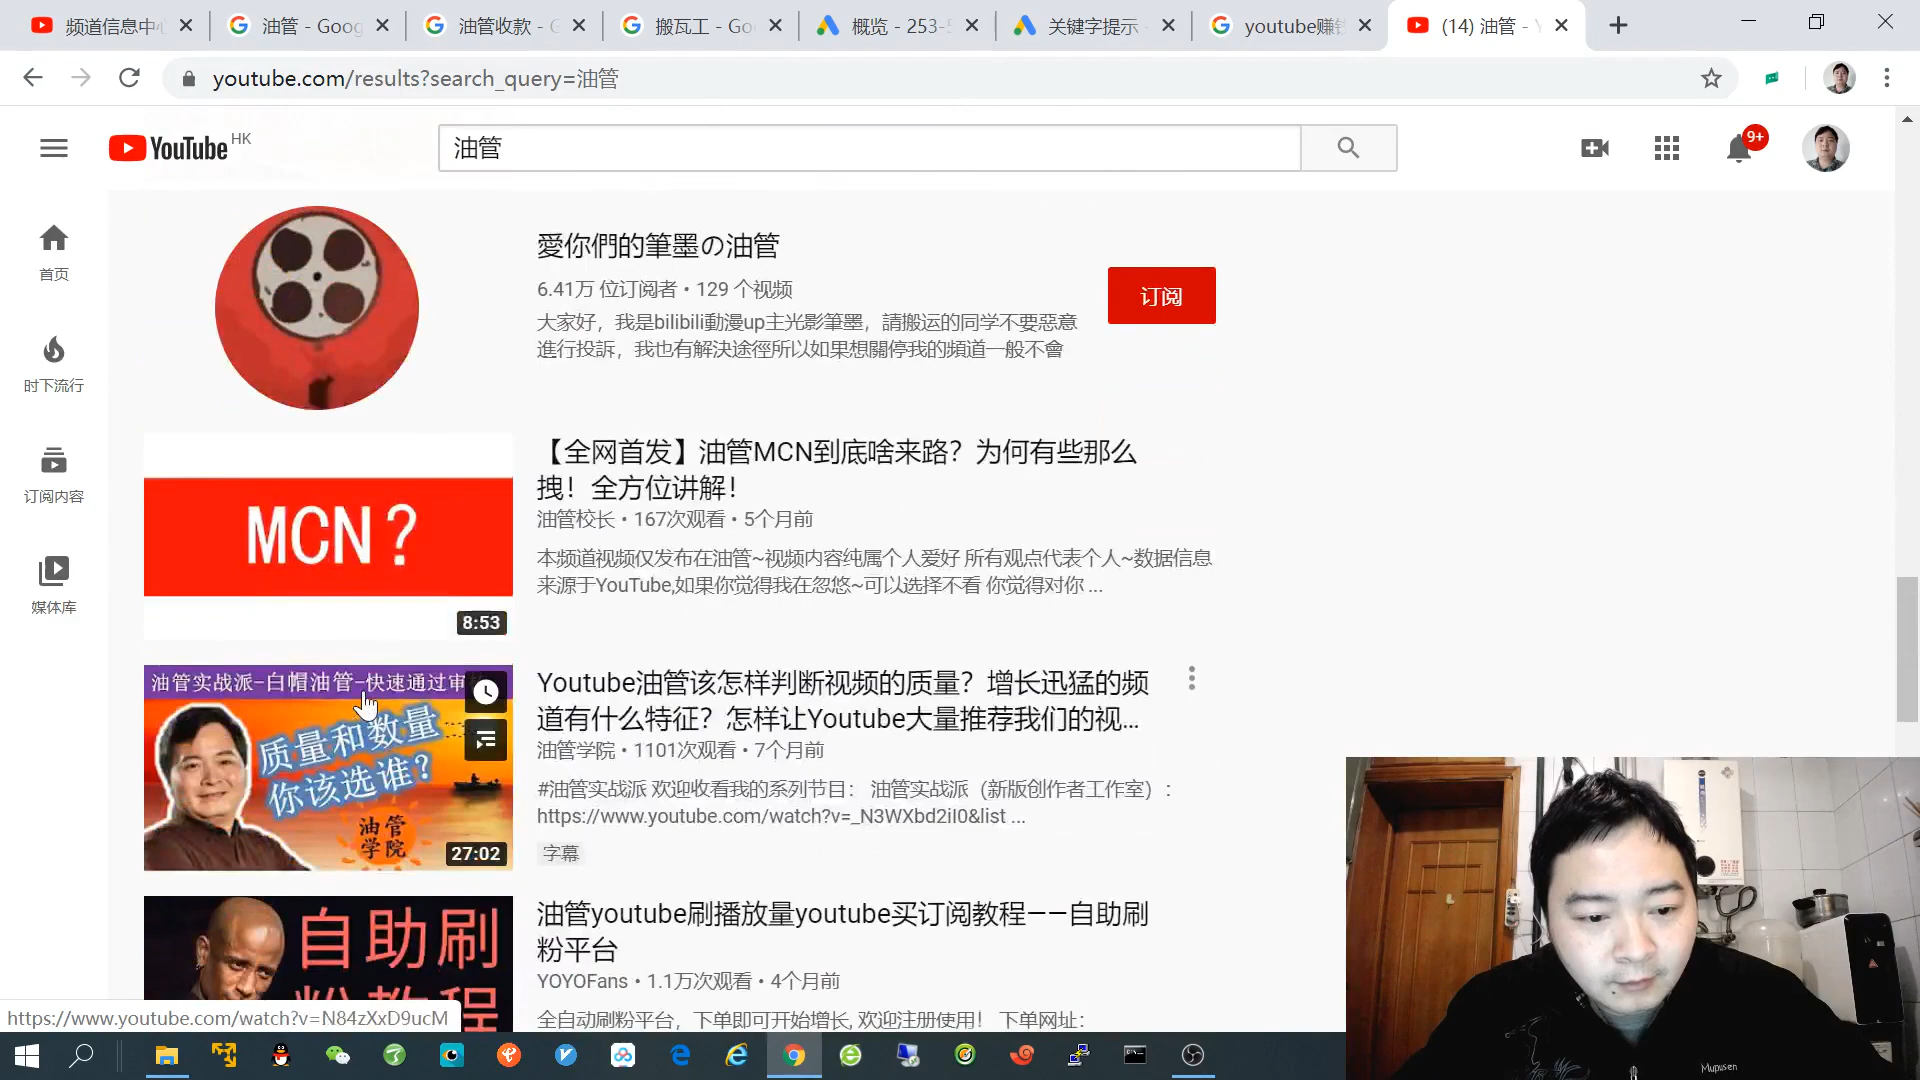 频道信息中
油管 - Goog
油管收款 - G
搬瓦工 - Go
概览 - 253-
关键字提示 -
youtube赚
(14) 油管 - Y
youtube.com/results?search_query=油管
YouTube HK
油管
9+
首页
时下流行
订阅内容
媒体库
愛你們的筆墨の油管
6.41万 位订阅者 • 129 个视频
大家好，我是bilibili動漫up主光影筆墨，請搬运的同学不要惡意
進行投訴，我也有解決途徑所以如果想關停我的頻道一般不會
订阅
MCN？
8:53
【全网首发】油管MCN到底啥来路？为何有些那么
拽！全方位讲解！
油管校长 • 167次观看 • 5个月前
本频道视频仅发布在油管~视频内容纯属个人爱好 所有观点代表个人~数据信息
来源于YouTube,如果你觉得我在忽悠~可以选择不看 你觉得对你 ...
油管实战派-白帽油管-快速通过审
质量和数量
你该选谁？
油管
学院
27:02
Youtube油管该怎样判断视频的质量？增长迅猛的频
道有什么特征？怎样让Youtube大量推荐我们的视...
油管学院 • 1101次观看 • 7个月前
#油管实战派 欢迎收看我的系列节目： 油管实战派（新版创作者工作室）：
https://www.youtube.com/watch?v=_N3WXbd2iI0&list ...
字幕
自助刷
粉教程
油管youtube刷播放量youtube买订阅教程——自助刷
粉平台
YOYOFans • 1.1万次观看 • 4个月前
全自动刷粉平台，下单即可开始增长, 欢迎注册使用！ 下单网址：
https://www.youtube.com/watch?v=N84zXxD9ucM
Mupusen